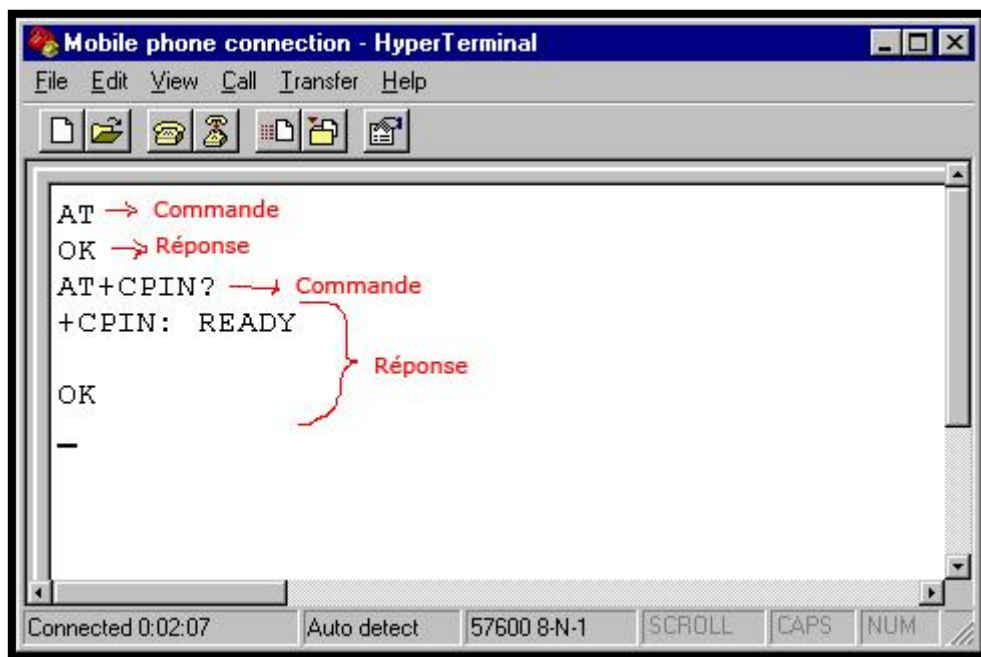 Mobile phone connection - HyperTerminal
File Edit View Call Transfer Help
AT Commande
OK Réponse
AT+CPIN? Commande
+CPIN: READY
Réponse
OK
Connected 0:02:07 Auto detect 57600 8-N-1 SCROLL CAPS NUM